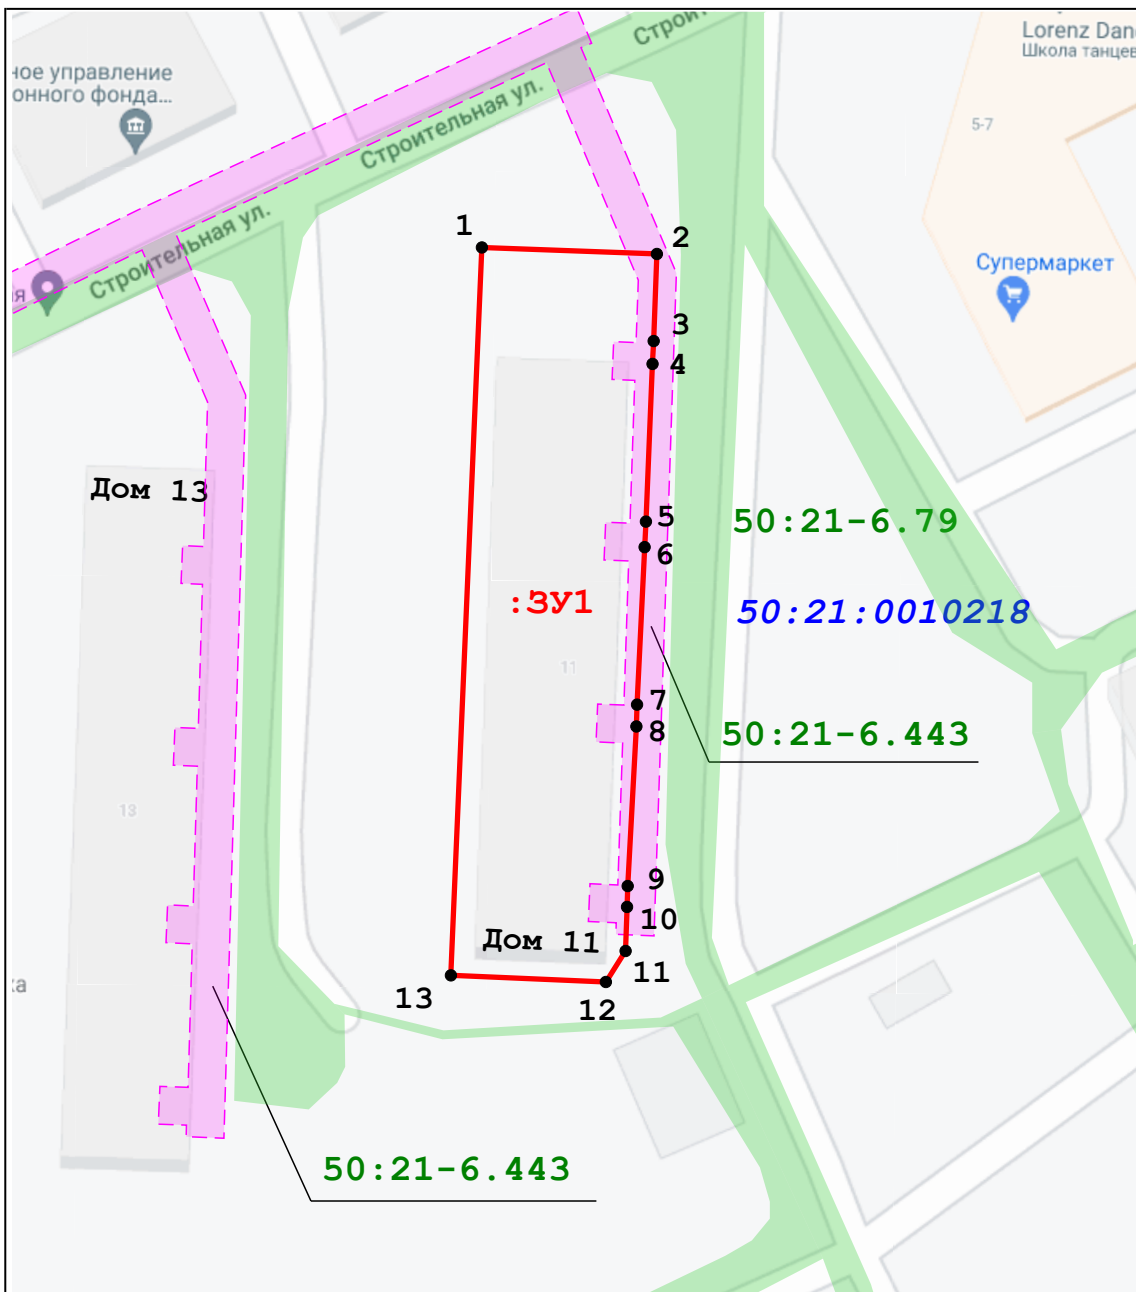 Lorenz Dan
Школа танцев
ное управление
онного фонда...
Строительная ул.
Строительная ул.
5-7
1
2
Супермаркет
ия
3
4
Дом 13
5
6
50:21-6.79
:ЗУ1
50:21:0010218
11
7
8
50:21-6.443
13
9
10
Дом 11
11
13
12
ка
50:21-6.443